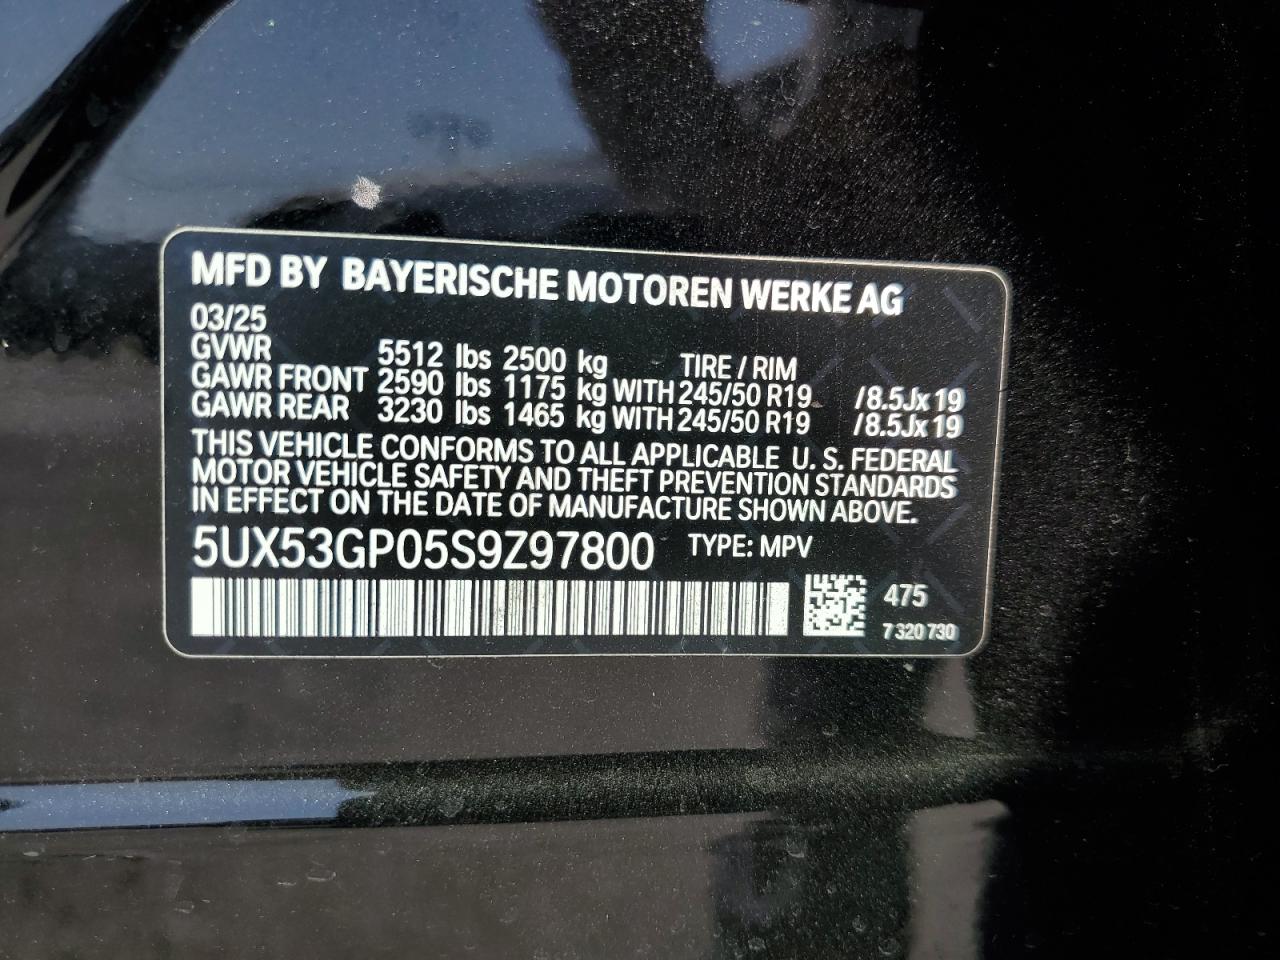 MFD BY BAYERISCHE MOTOREN WERKE AG
03/25
GVWR 5512 lbs 2500 kg TIRE / RIM
GAWR FRONT 2590 lbs 1175 kg WITH 245/50 R19 /8.5Jx19
GAWR REAR 3230 lbs 1465 kg WITH 245/50 R19 /8.5Jx19
THIS VEHICLE CONFORMS TO ALL APPLICABLE U. S. FEDERAL
MOTOR VEHICLE SAFETY AND THEFT PREVENTION STANDARDS
IN EFFECT ON THE DATE OF MANUFACTURE SHOWN ABOVE.
5UX53GP05S9Z97800 TYPE: MPV
475
7 320 730